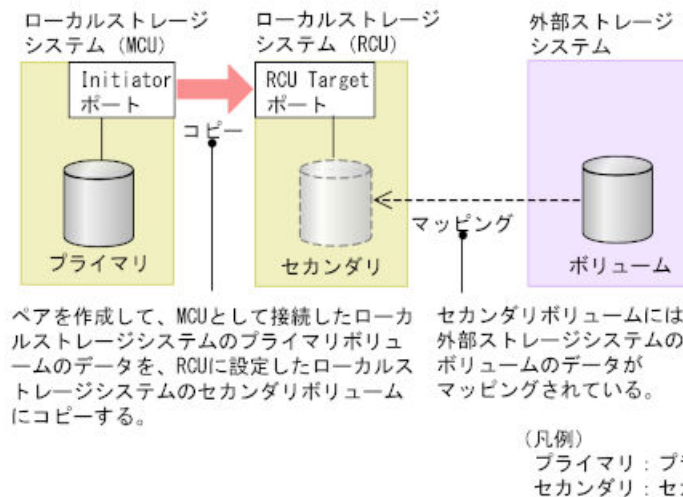 ローカルストレージ
システム (MCU)
ローカルストレージ
システム (RCU)
外部ストレージ
システム
Initiator
ポート
RCU Target
ポート
コピー
マッピング
プライマリ
セカンダリ
ボリューム
ペアを作成して、MCUとして接続したローカ
ルストレージシステムのプライマリボリュ
ームのデータを、RCUに設定したローカルス
トレージシステムのセカンダリボリューム
にコピーする。
セカンダリボリュームには
外部ストレージシステムの
ボリュームのデータが
マッピングされている。
(凡例)
プライマリ：プラ
セカンダリ：セカ